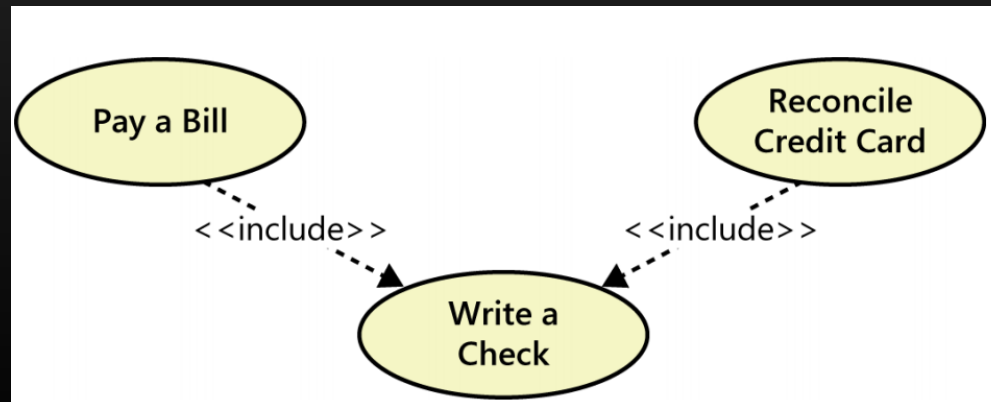 Pay a Bill
Reconcile
Credit Card
<<include>>
<<include>>
Write a
Check